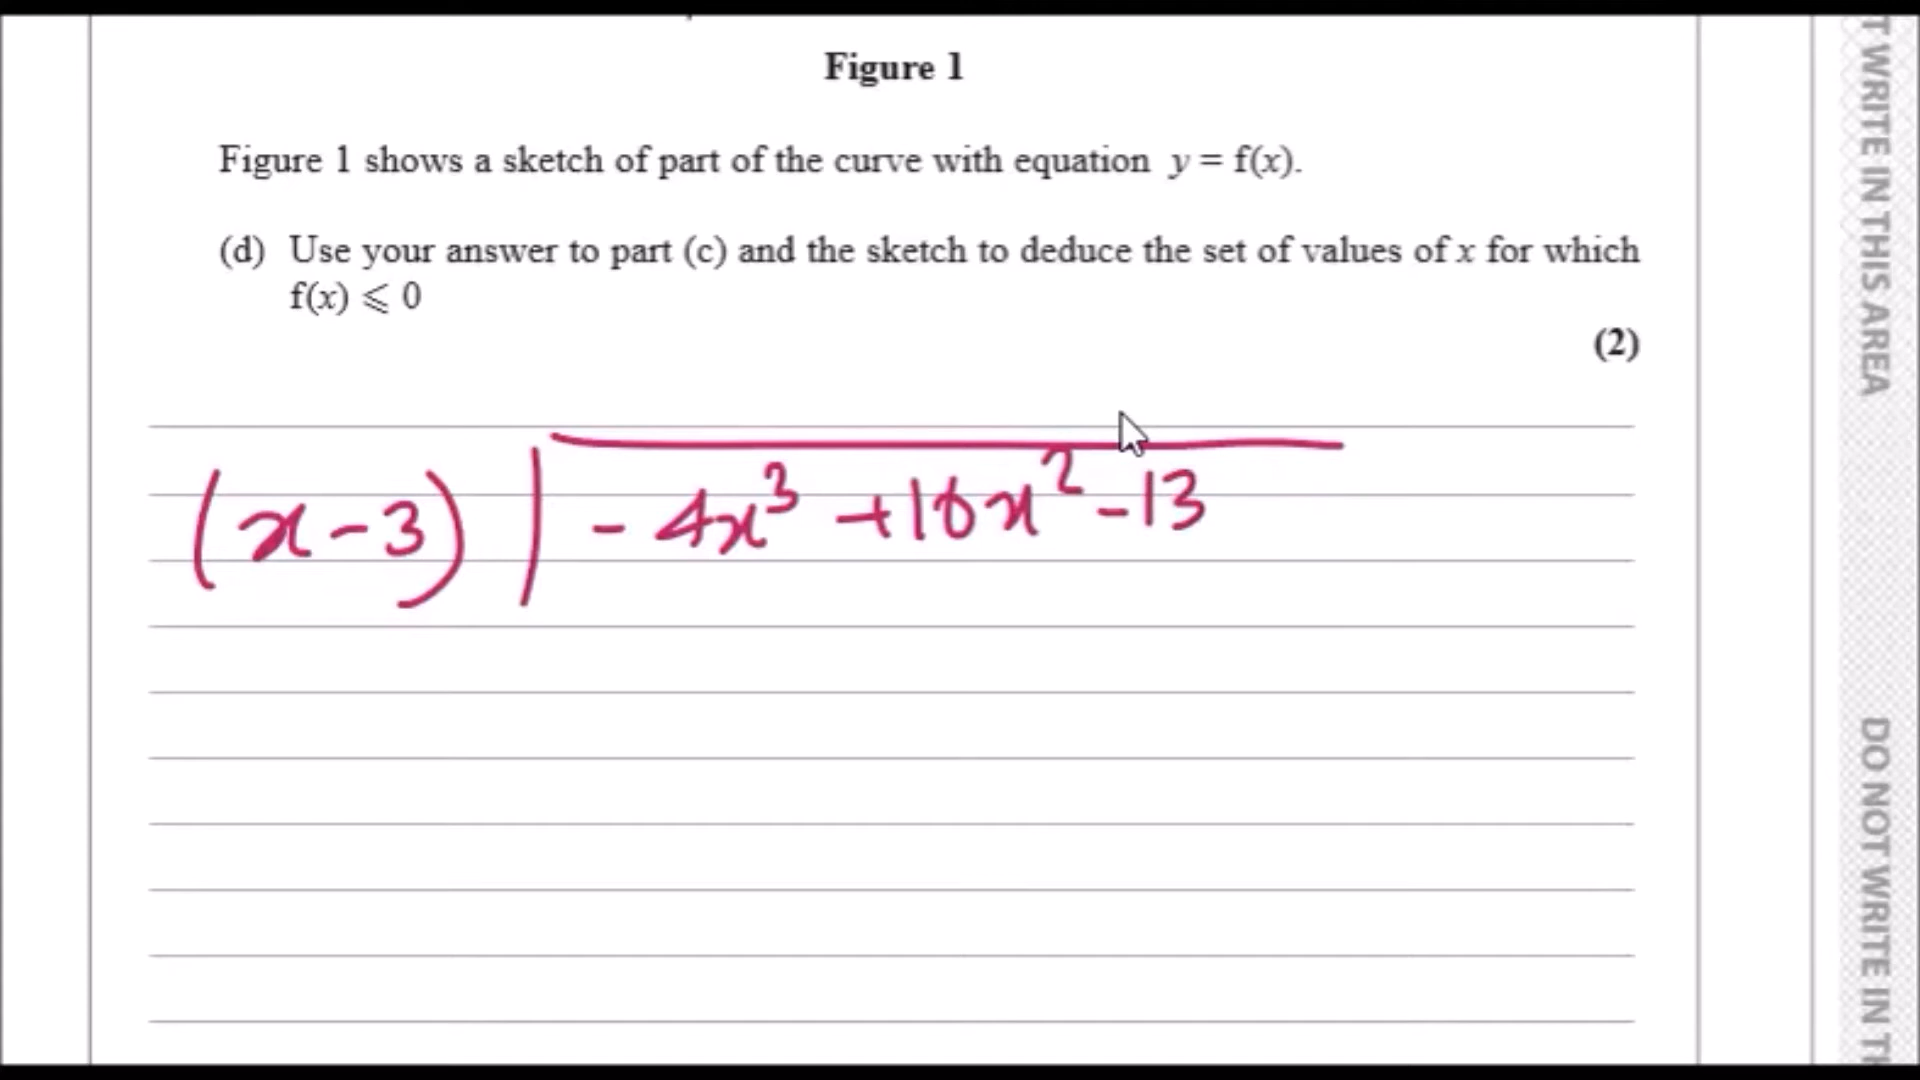 Figure 1
Figure 1 shows a sketch of part of the curve with equation y = f(x).
(d) Use your answer to part (c) and the sketch to deduce the set of values of x for which
f(x) ⩽ 0
(2)
(x - 3) | - 4x³ + 16x² - 13
T WRITE IN THIS AREA
DO NOT WRITE IN TH